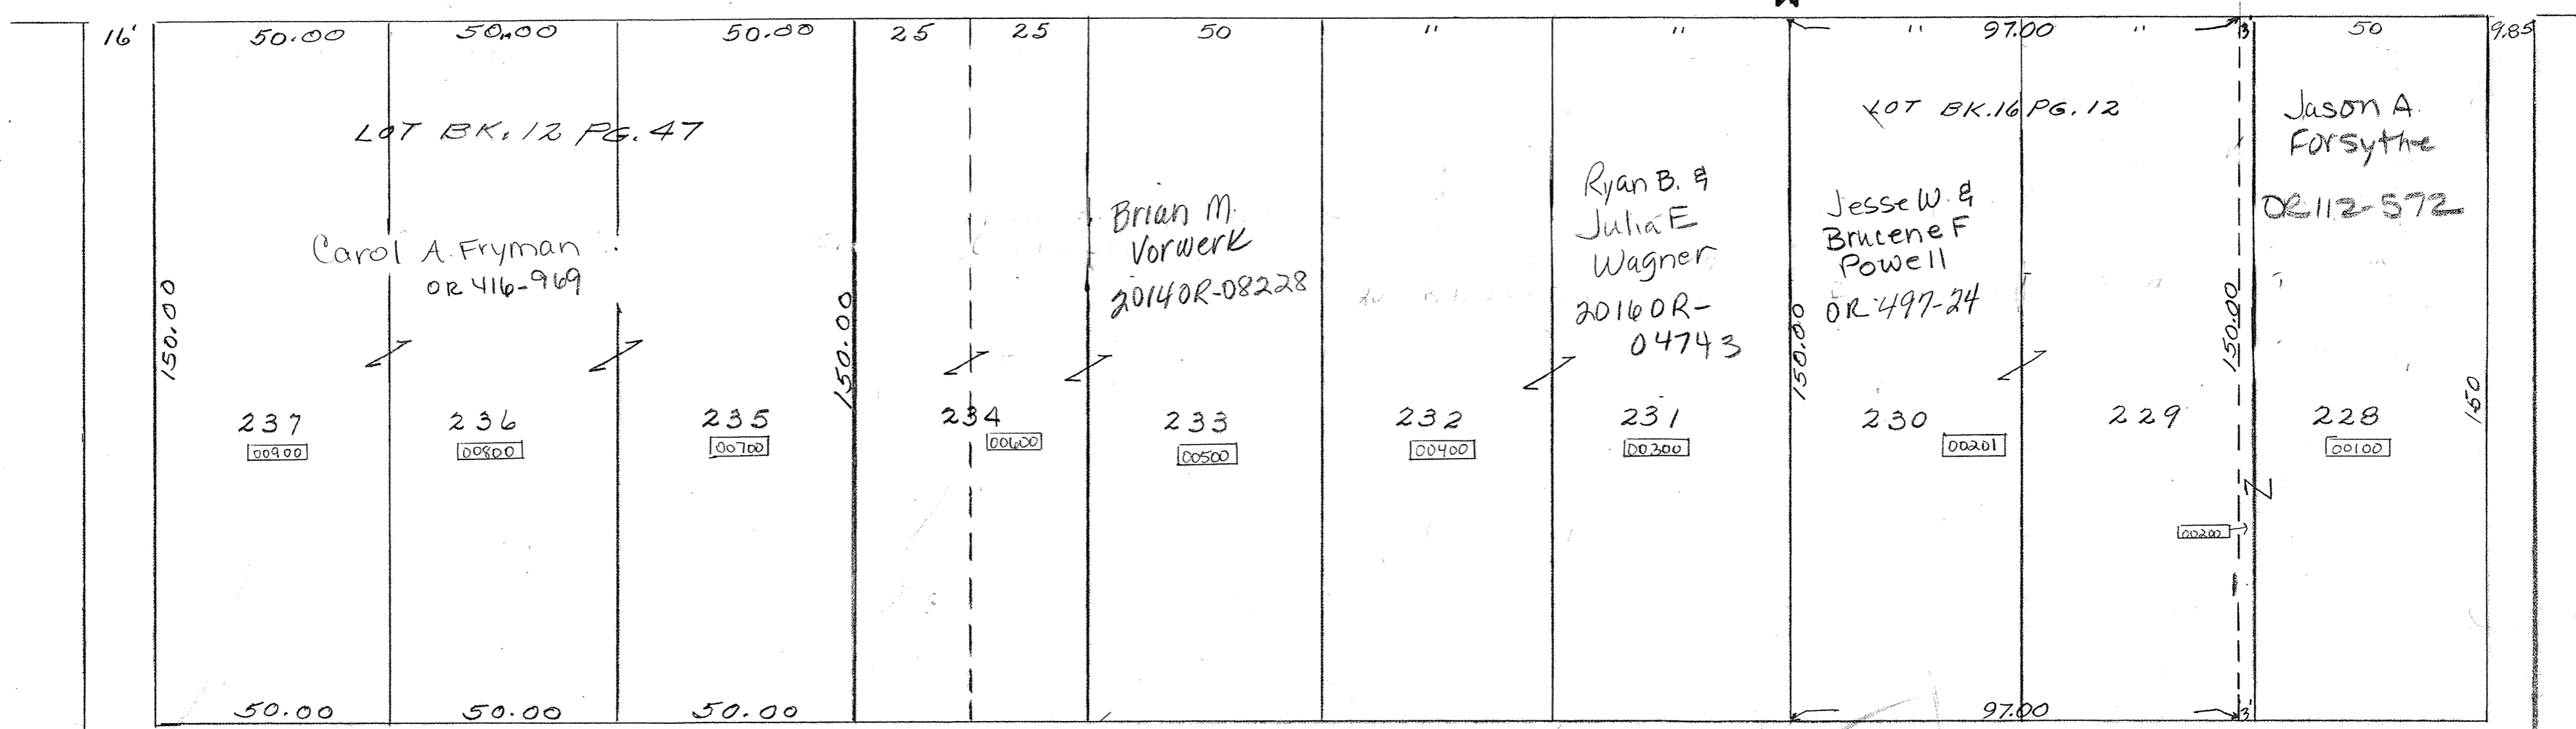 16' 50.00 50.00 50.00 25 25 50 " " " 97.00 " 3' 50 9.85
LOT BK. 12 PG. 47
LOT BK. 16 PG. 12
Carol A. Fryman
OR 416-969
Brian M.
Vorwerk
2014OR-08228
Ryan B. &
Julia E
Wagner
2016OR-
04743
Jesse W. &
Brucene F
Powell
OR 497-24
Jason A.
Forsythe
OR 112-572
150.00 150.00 150.00 150.00 150
237 236 235 234 233 232 231 230 229 228
00900 00800 00700 00600 00500 00400 00300 00201 00100
00200
50.00 50.00 50.00 97.00 3'